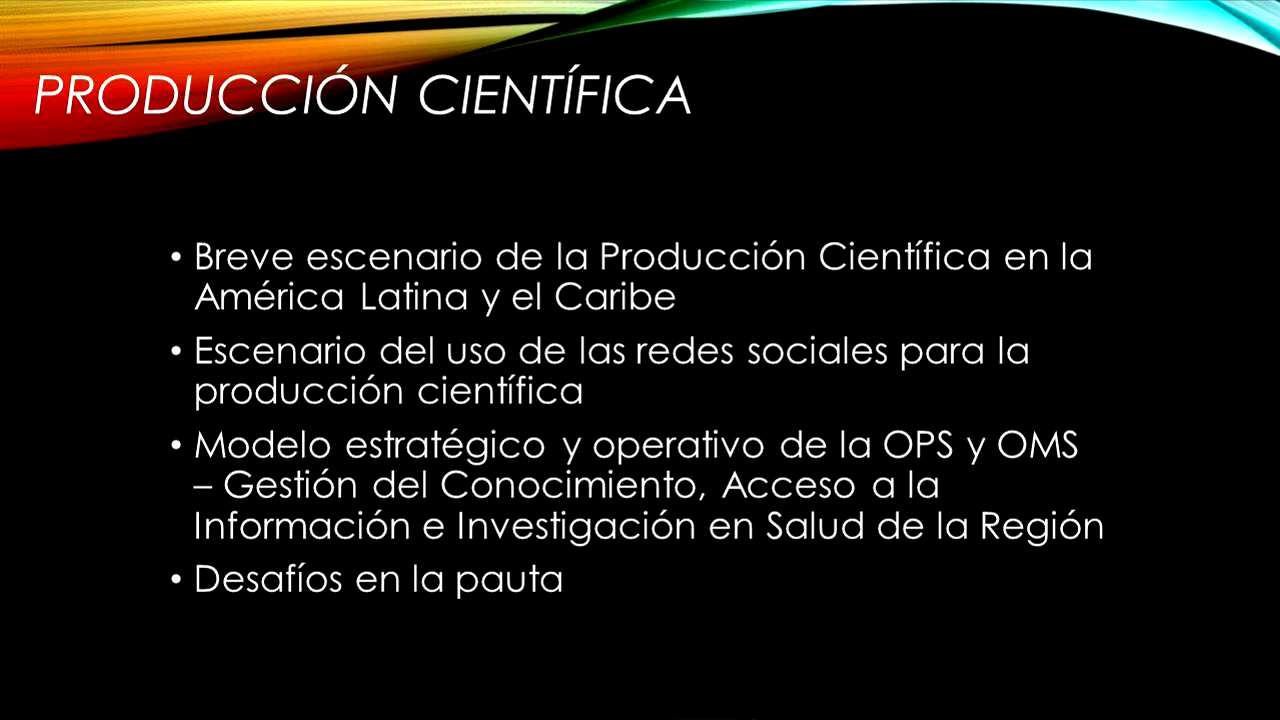 PRODUCCIÓN CIENTÍFICA
• Breve escenario de la Producción Científica en la
América Latina y el Caribe
• Escenario del uso de las redes sociales para la
producción científica
• Modelo estratégico y operativo de la OPS y OMS
– Gestión del Conocimiento, Acceso a la
Información e Investigación en Salud de la Región
• Desafíos en la pauta